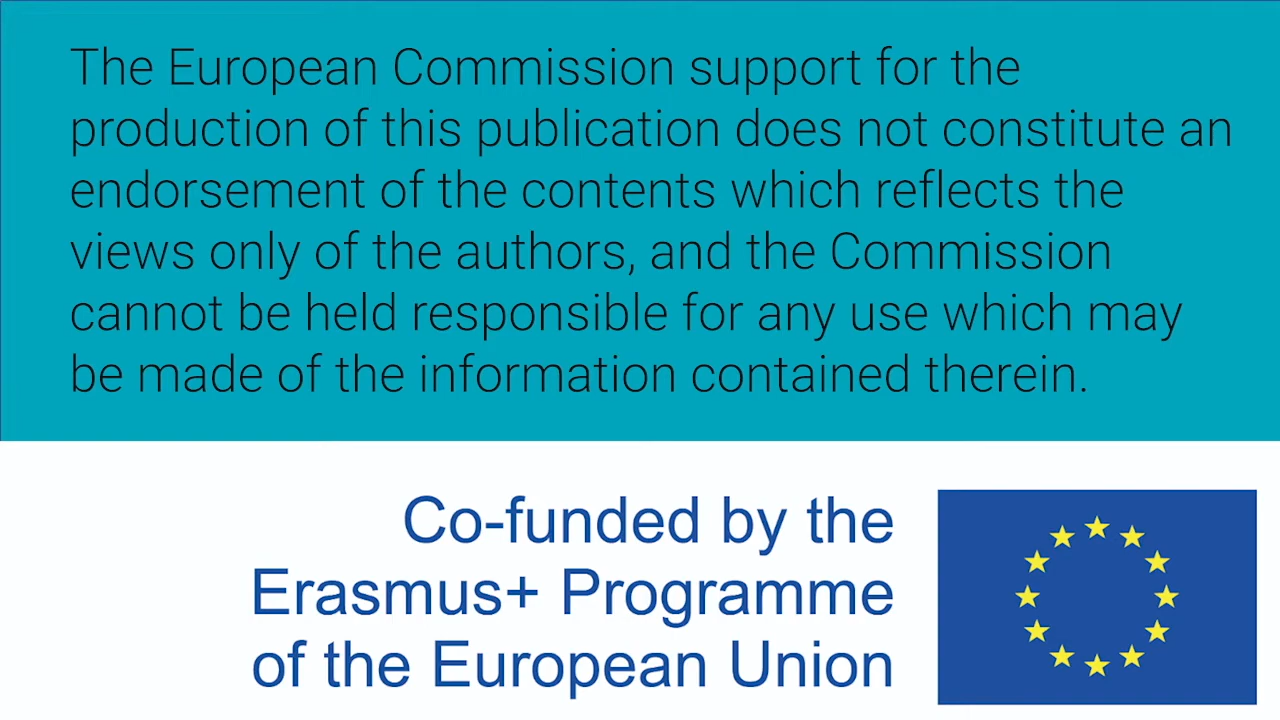 The European Commission support for the
production of this publication does not constitute an
endorsement of the contents which reflects the
views only of the authors, and the Commission
cannot be held responsible for any use which may
be made of the information contained therein.
Co-funded by the
Erasmus+ Programme
of the European Union